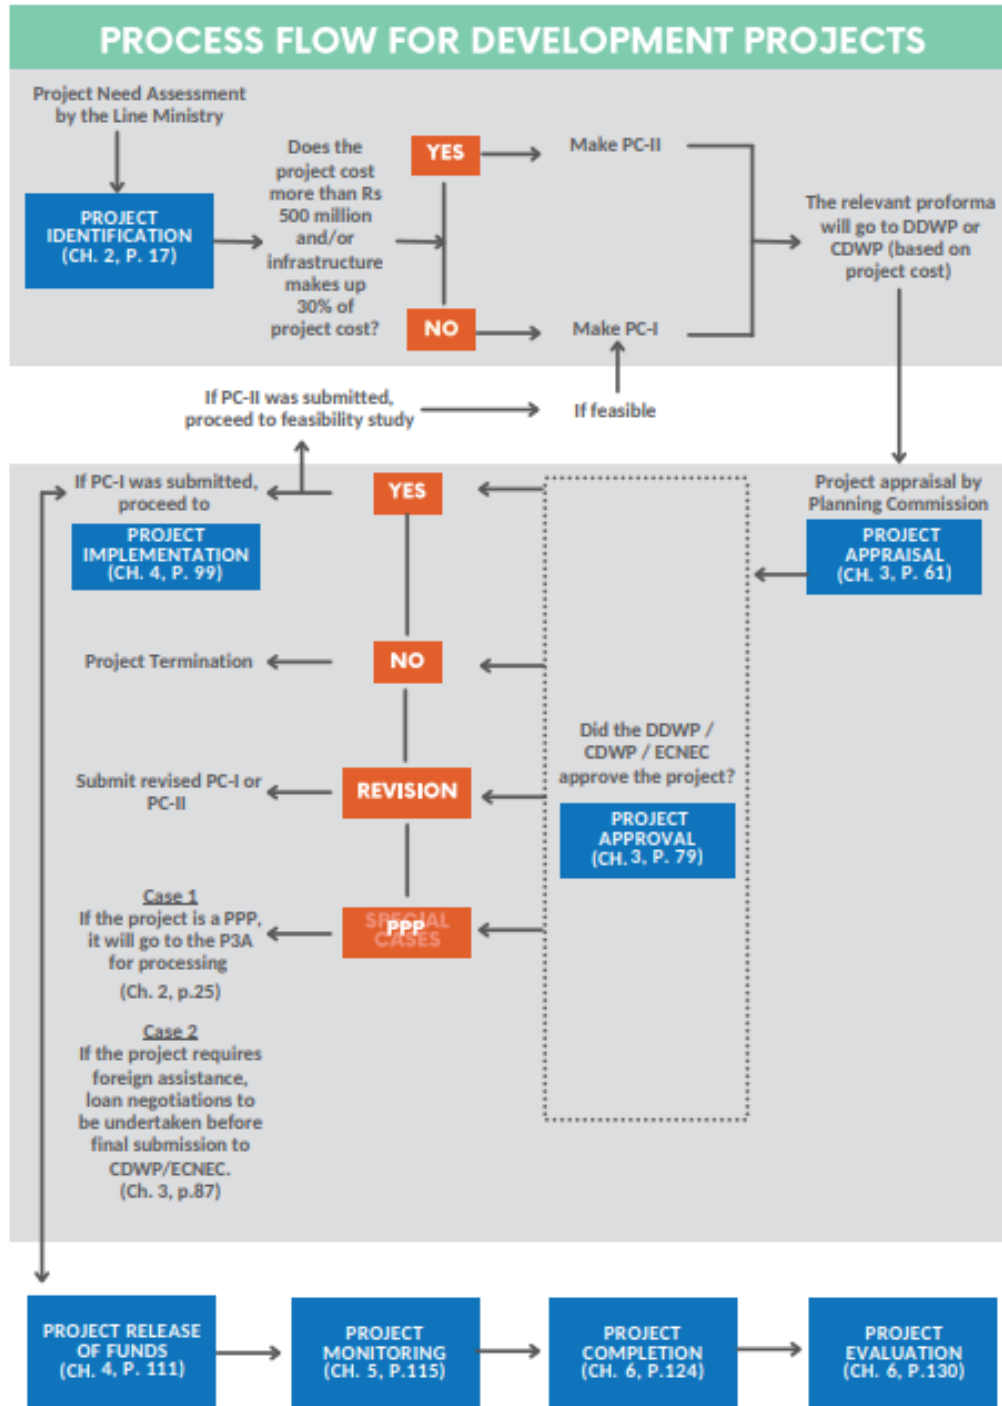 PROCESS FLOW FOR DEVELOPMENT PROJECTS
Project Need Assessment
by the Line Ministry
PROJECT
IDENTIFICATION
(CH. 2, P. 17)
Does the
project cost
more than Rs
500 million
and/or
infrastructure
makes up
30% of
project cost?
YES
NO
Make PC-II
Make PC-I
The relevant proforma
will go to DDWP or
CDWP (based on
project cost)
If PC-II was submitted,
proceed to feasibility study
If feasible
If PC-I was submitted,
proceed to
PROJECT
IMPLEMENTATION
(CH. 4, P. 99)
YES
Project appraisal by
Planning Commission
PROJECT
APPRAISAL
(CH. 3, P. 61)
Project Termination
NO
Did the DDWP /
CDWP / ECNEC
approve the project?
PROJECT
APPROVAL
(CH. 3, P. 79)
Submit revised PC-I or
PC-II
REVISION
Case 1
If the project is a PPP,
it will go to the P3A
for processing
(Ch. 2, p.25)
SPECIAL
PPP
CASES
Case 2
If the project requires
foreign assistance,
loan negotiations to
be undertaken before
final submission to
CDWP/ECNEC.
(Ch. 3, p.87)
PROJECT RELEASE
OF FUNDS
(CH. 4, P. 111)
PROJECT
MONITORING
(CH. 5, P.115)
PROJECT
COMPLETION
(CH. 6, P.124)
PROJECT
EVALUATION
(CH. 6, P.130)